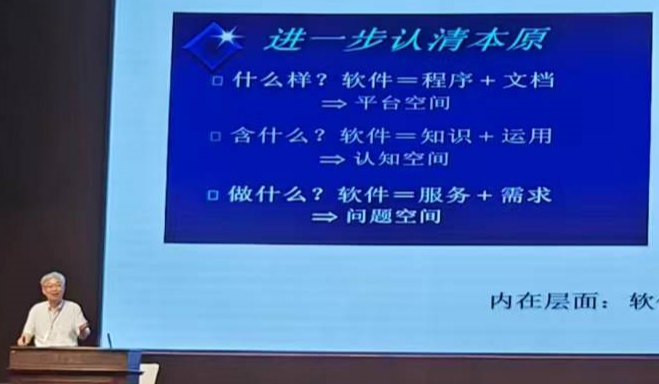 进一步认清本原
□ 什么样？软件＝程序＋文档
⇒ 平台空间
□ 含什么？软件＝知识＋运用
⇒ 认知空间
□ 做什么？软件＝服务＋需求
⇒ 问题空间
内在层面：软